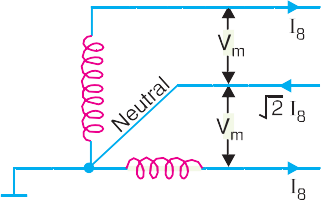 I₈
Vₘ
Neutral
√2 I₈
Vₘ
I₈